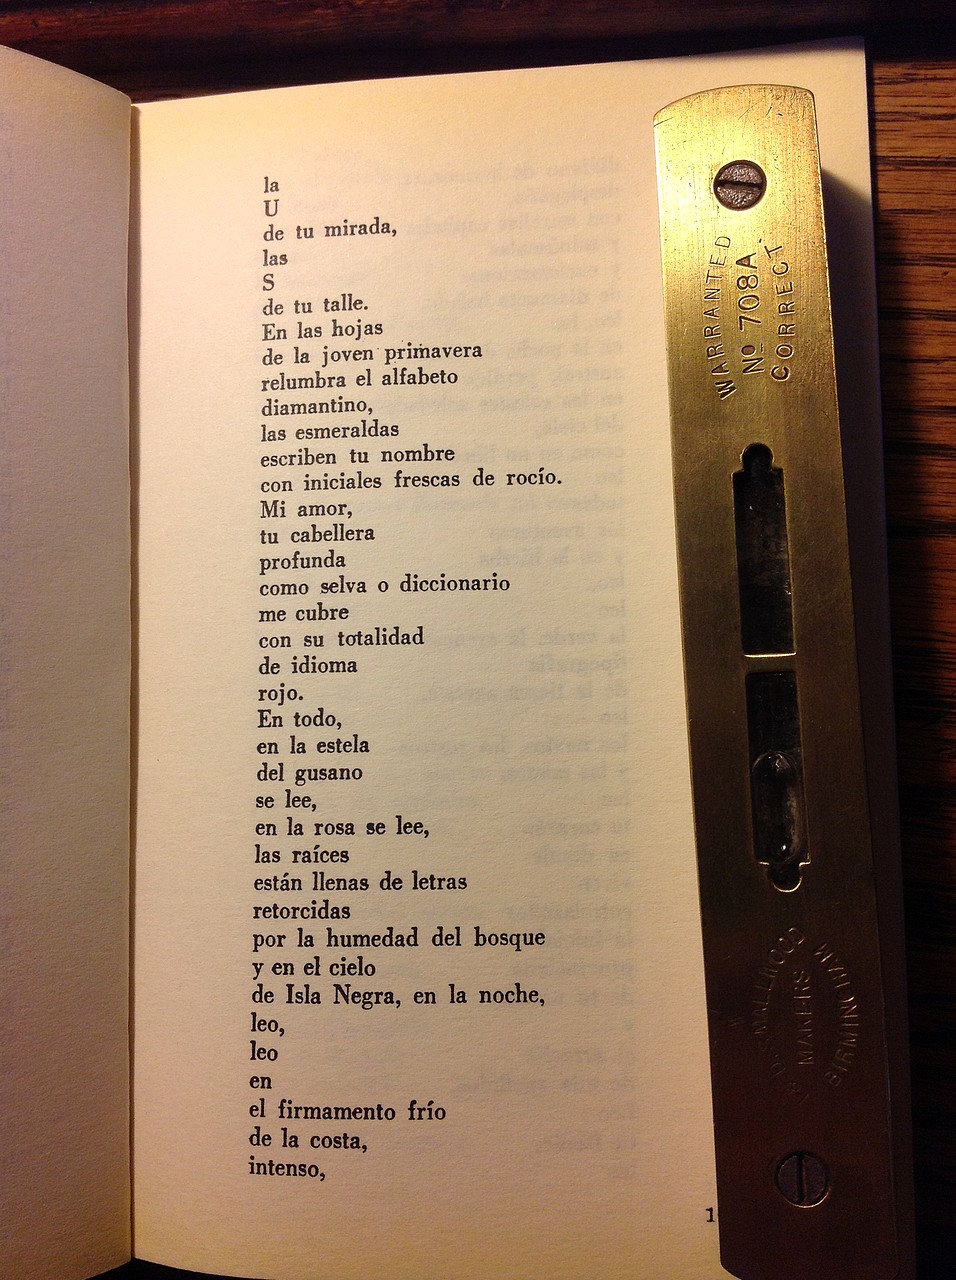 la
U
de tu mirada,
las
S
de tu talle.
En las hojas
de la joven primavera
relumbra el alfabeto
diamantino,
las esmeraldas
escriben tu nombre
con iniciales frescas de rocío.
Mi amor,
tu cabellera
profunda
como selva o diccionario
me cubre
con su totalidad
de idioma
rojo.
En todo,
en la estela
del gusano
se lee,
en la rosa se lee,
las raíces
están llenas de letras
retorcidas
por la humedad del bosque
y en el cielo
de Isla Negra, en la noche,
leo,
leo
en
el firmamento frío
de la costa,
intenso,
WARRANTED
Nº 708A
CORRECT.
SMALLWOOD
MAKERS
BIRMINGHAM